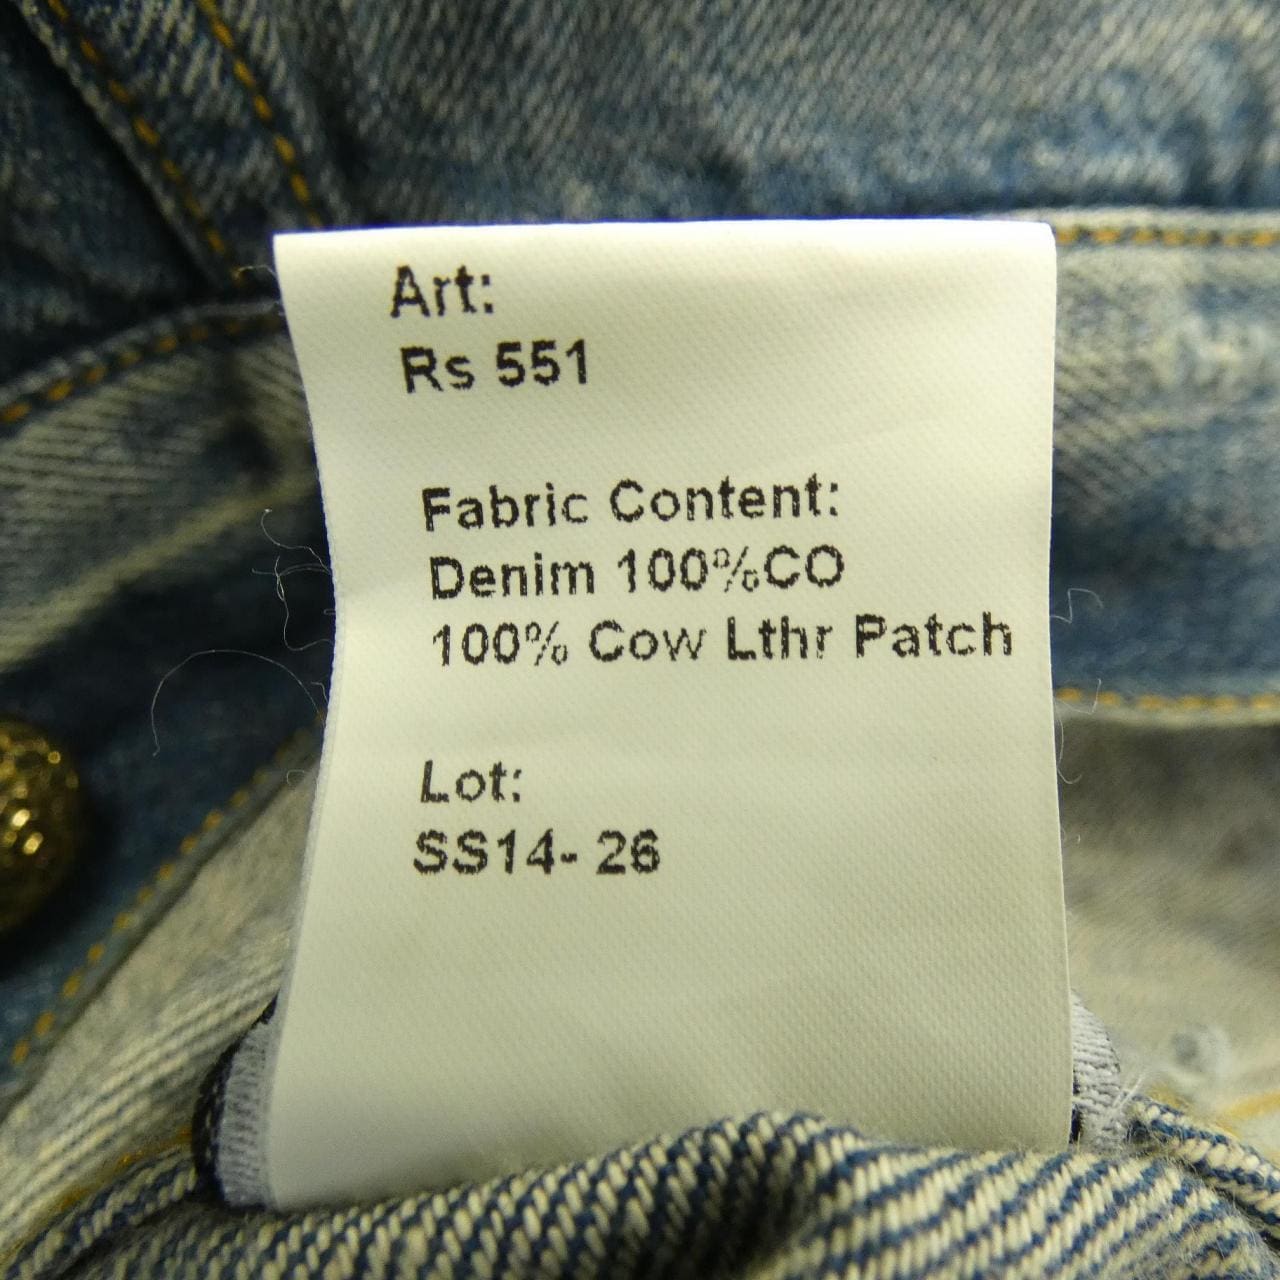 Art:
Rs 551
Fabric Content:
Denim 100%CO
100% Cow Lthr Patch
Lot:
SS14- 26